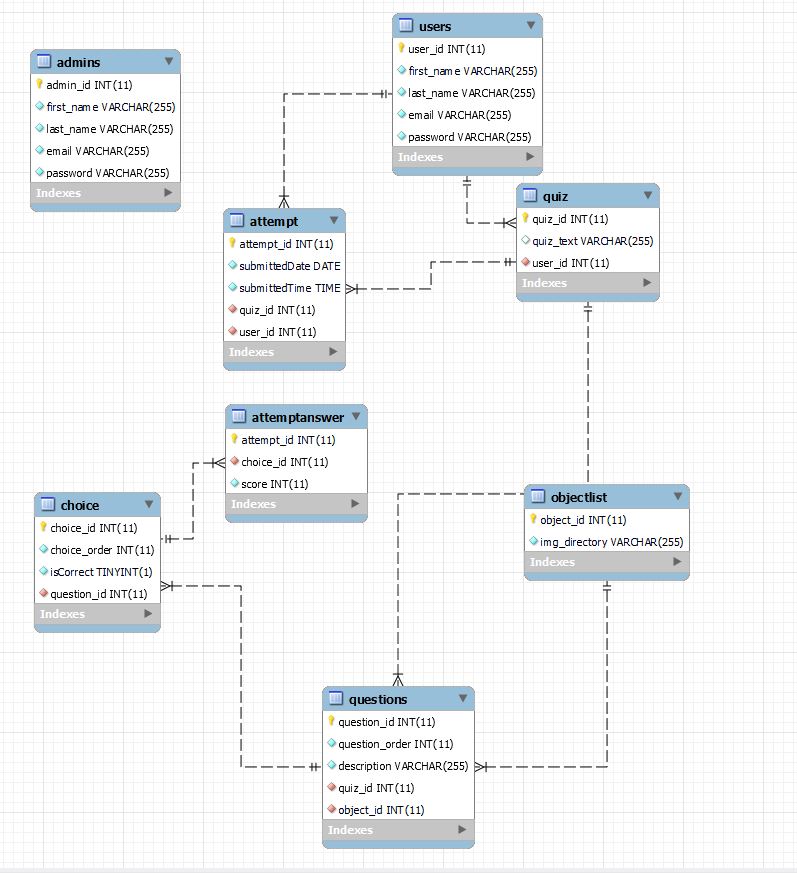 users
user_id INT(11)
first_name VARCHAR(255)
last_name VARCHAR(255)
email VARCHAR(255)
password VARCHAR(255)
Indexes
admins
admin_id INT(11)
first_name VARCHAR(255)
last_name VARCHAR(255)
email VARCHAR(255)
password VARCHAR(255)
Indexes
quiz
quiz_id INT(11)
quiz_text VARCHAR(255)
user_id INT(11)
Indexes
attempt
attempt_id INT(11)
submittedDate DATE
submittedTime TIME
quiz_id INT(11)
user_id INT(11)
Indexes
attemptanswer
attempt_id INT(11)
choice_id INT(11)
score INT(11)
Indexes
choice
choice_id INT(11)
choice_order INT(11)
isCorrect TINYINT(1)
question_id INT(11)
Indexes
objectlist
object_id INT(11)
img_directory VARCHAR(255)
Indexes
questions
question_id INT(11)
question_order INT(11)
description VARCHAR(255)
quiz_id INT(11)
object_id INT(11)
Indexes